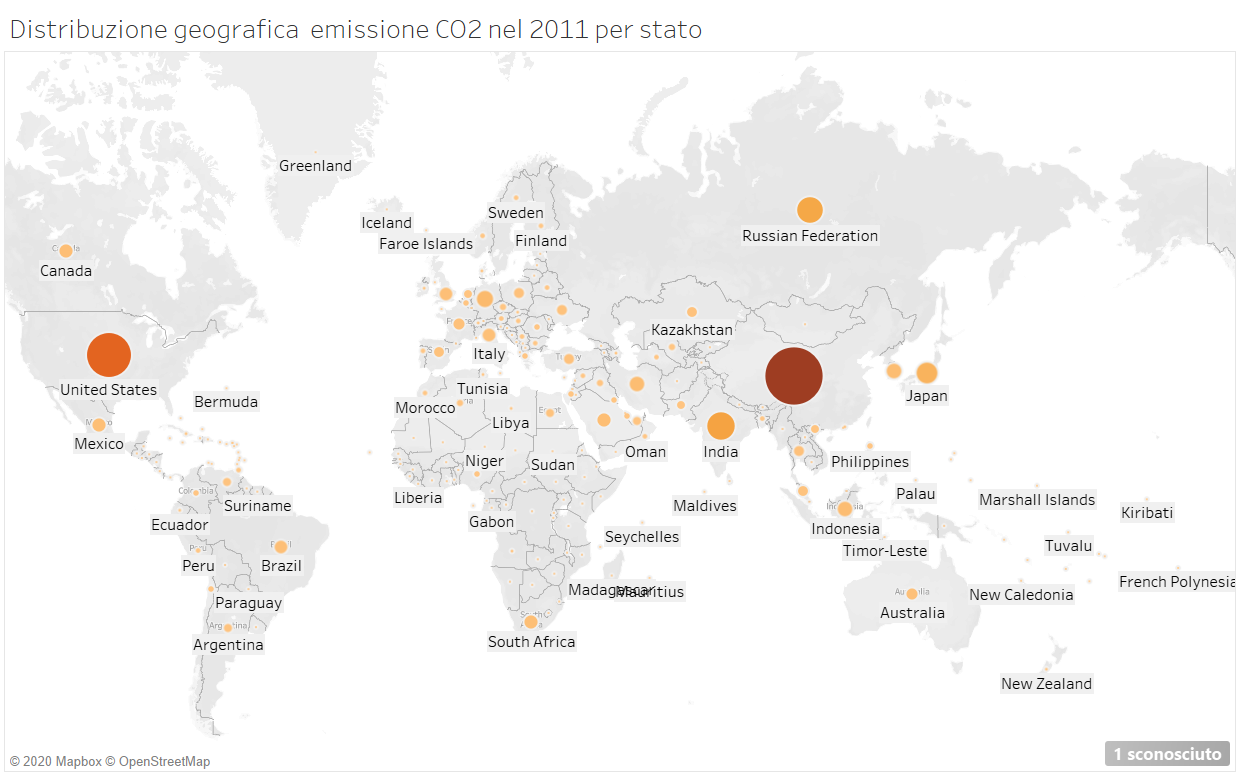 Distribuzione geografica  emissione CO2 nel 2011 per stato
Greenland
Iceland
Sweden
Faroe Islands
Finland
Russian Federation
Canada
Kazakhstan
Italy
United States
Tunisia
Japan
Bermuda
Morocco
Libya
Mexico
Oman
India
Niger
Sudan
Philippines
Liberia
Palau
Marshall Islands
Suriname
Maldives
Kiribati
Ecuador
Gabon
Indonesia
Seychelles
Timor-Leste
Tuvalu
Peru
Brazil
French Polynesia
Madagascar
Mauritius
New Caledonia
Paraguay
Australia
Argentina
South Africa
New Zealand
1 sconosciuto
© 2020 Mapbox © OpenStreetMap